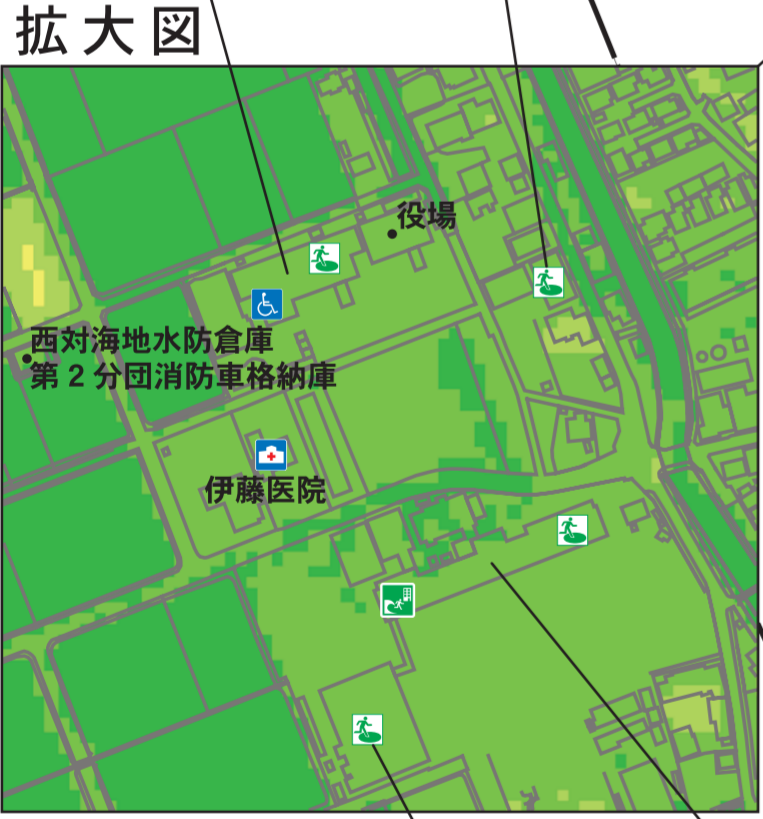 拡大図
役場
西対海地水防倉庫
第2分団消防車格納庫
伊藤医院